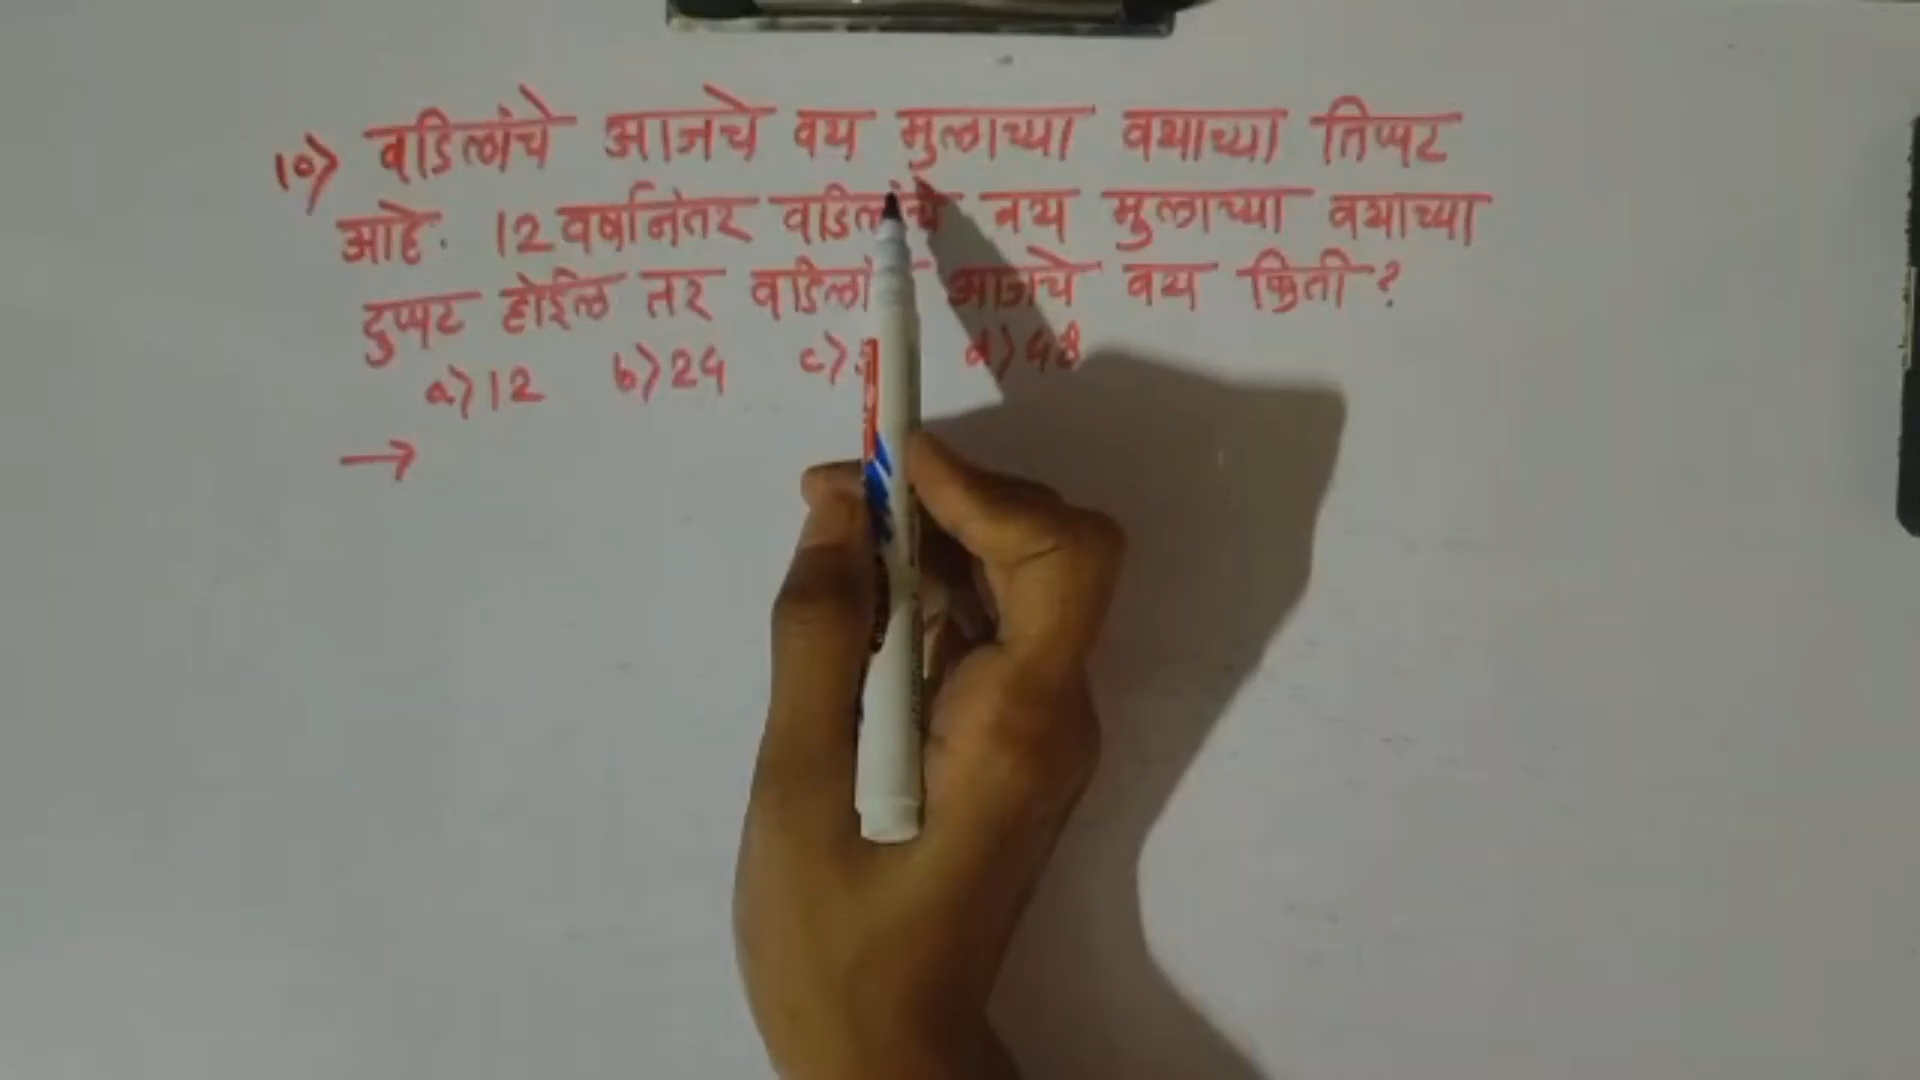 10) वडिलांचे आजचे वय मुलाच्या वयाच्या तिप्पट
आहे. 12 वर्षानंतर वडिलांचे वय मुलाच्या वयाच्या
दुप्पट होईल तर आजचे वय किती?
a) 12 b) 24 c) d) 48
→